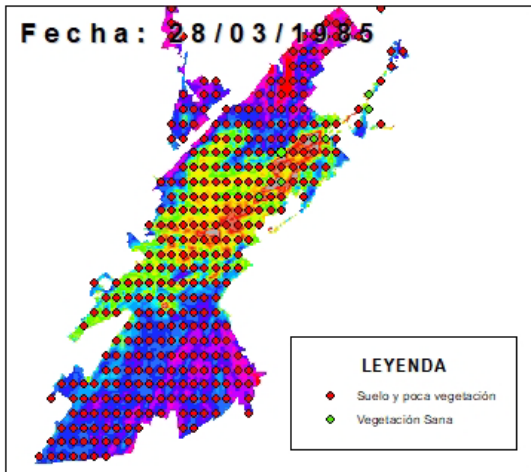 Fecha: 28/03/1985
LEYENDA
Suelo y poca vegetación
Vegetación Sana